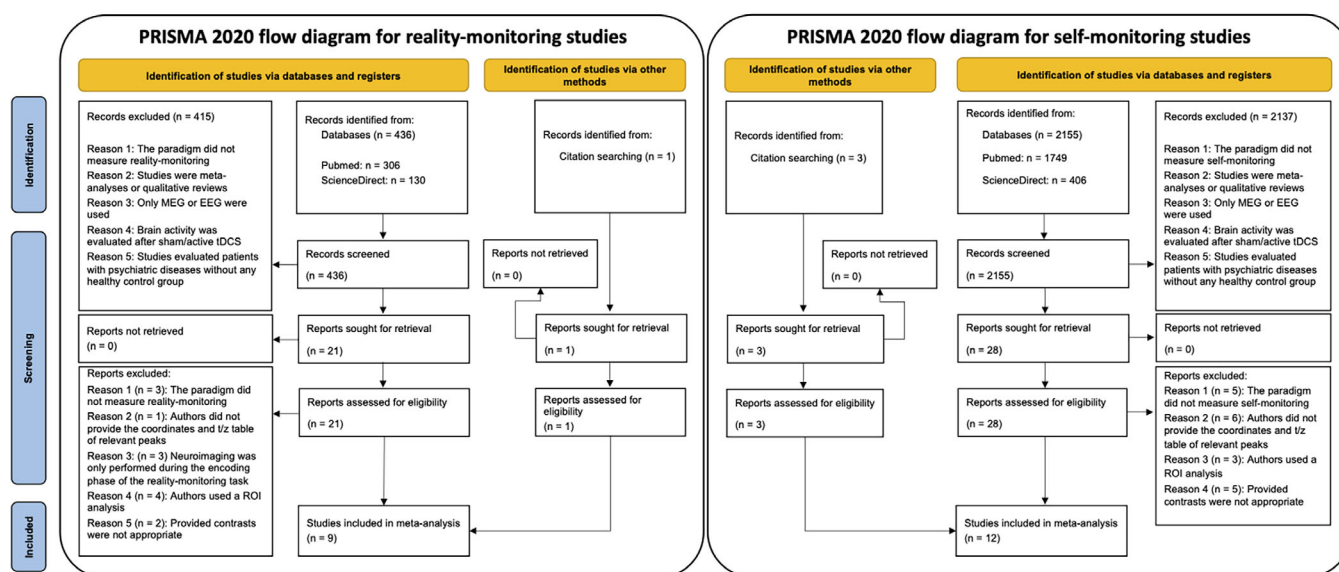 PRISMA 2020 flow diagram for reality-monitoring studies
Identification of studies via databases and registers
Identification of studies via other
methods
Identification
Records excluded (n = 415)
Reason 1: The paradigm did not
measure reality-monitoring
Reason 2: Studies were meta-
analyses or qualitative reviews
Reason 3: Only MEG or EEG were
used
Reason 4: Brain activity was
evaluated after sham/active tDCS
Reason 5: Studies evaluated patients
with psychiatric diseases without any
healthy control group
Records identified from:
Databases (n = 436)
Pubmed: n = 306
ScienceDirect: n = 130
Records identified from:
Citation searching (n = 1)
Screening
Records screened
(n = 436)
Reports not retrieved
(n = 0)
Reports not retrieved
(n = 0)
Reports sought for retrieval
(n = 21)
Reports sought for retrieval
(n = 1)
Reports excluded:
Reason 1 (n = 3): The paradigm did
not measure reality-monitoring
Reason 2 (n = 1): Authors did not
provide the coordinates and t/z table
of relevant peaks
Reason 3: (n = 3) Neuroimaging was
only performed during the encoding
phase of the reality-monitoring task
Reason 4 (n = 4): Authors used a ROI
analysis
Reason 5 (n = 2): Provided contrasts
were not appropriate
Reports assessed for eligibility
(n = 21)
Reports assessed for
eligibility
(n = 1)
Included
Studies included in meta-analysis
(n = 9)
PRISMA 2020 flow diagram for self-monitoring studies
Identification of studies via other
methods
Identification of studies via databases and registers
Records identified from:
Citation searching (n = 3)
Records identified from:
Databases (n = 2155)
Pubmed: n = 1749
ScienceDirect: n = 406
Records excluded (n = 2137)
Reason 1: The paradigm did not
measure self-monitoring
Reason 2: Studies were meta-
analyses or qualitative reviews
Reason 3: Only MEG or EEG
were used
Reason 4: Brain activity was
evaluated after sham/active tDCS
Reason 5: Studies evaluated
patients with psychiatric diseases
without any healthy control group
Reports not retrieved
(n = 0)
Records screened
(n = 2155)
Reports sought for retrieval
(n = 3)
Reports sought for retrieval
(n = 28)
Reports not retrieved
(n = 0)
Reports assessed for eligibility
(n = 3)
Reports assessed for eligibility
(n = 28)
Reports excluded:
Reason 1 (n = 5): The paradigm
did not measure self-monitoring
Reason 2 (n = 6): Authors did not
provide the coordinates and t/z
table of relevant peaks
Reason 3 (n = 3): Authors used a
ROI analysis
Reason 4 (n = 5): Provided
contrasts were not appropriate
Studies included in meta-analysis
(n = 12)